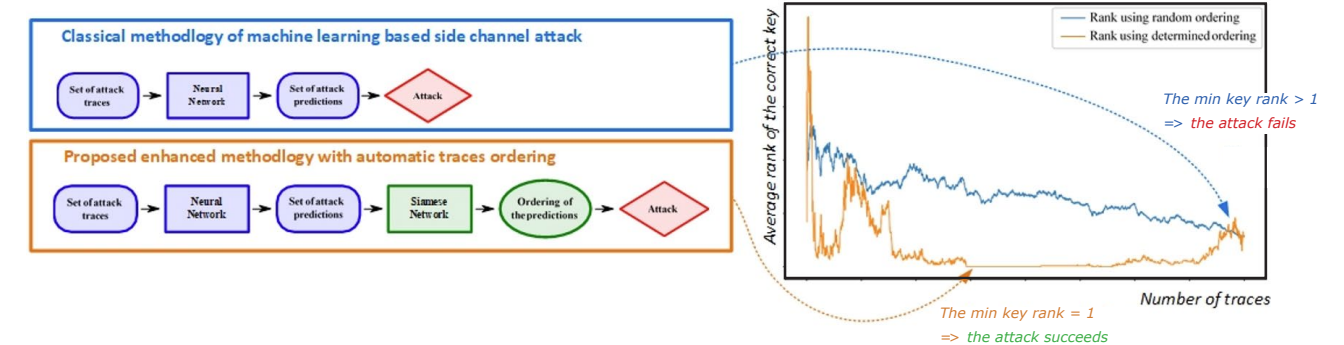 Classical methodlogy of machine learning based side channel attack
Set of attack
traces
Neural
Network
Set of attack
predictions
Attack
Proposed enhanced methodlogy with automatic traces ordering
Set of attack
traces
Neural
Network
Set of attack
predictions
Siamese
Network
Ordering of
the predictions
Attack
Average rank of the correct key
Rank using random ordering
Rank using determined ordering
The min key rank > 1
=> the attack fails
Number of traces
The min key rank = 1
=> the attack succeeds